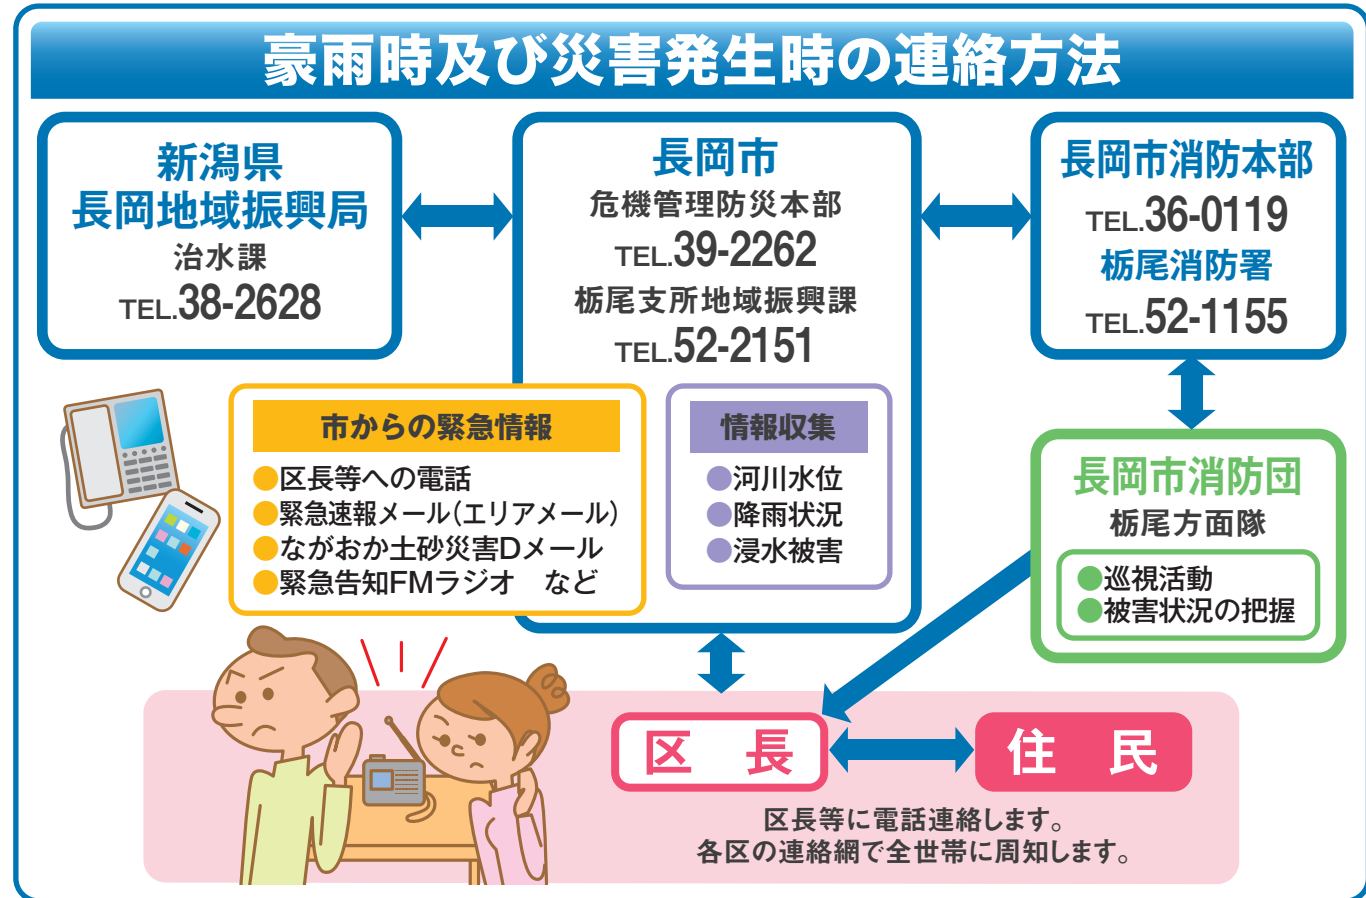 豪雨時及び災害発生時の連絡方法
新潟県
長岡地域振興局
治水課
TEL.38-2628
長岡市
危機管理防災本部
TEL.39-2262
栃尾支所地域振興課
TEL.52-2151
長岡市消防本部
TEL.36-0119
栃尾消防署
TEL.52-1155
市からの緊急情報
●区長等への電話
●緊急速報メール(エリアメール)
●ながおか土砂災害Dメール
●緊急告知FMラジオ　など
情報収集
●河川水位
●降雨状況
●浸水被害
長岡市消防団
栃尾方面隊
●巡視活動
●被害状況の把握
区　長
住　民
区長等に電話連絡します。
各区の連絡網で全世帯に周知します。